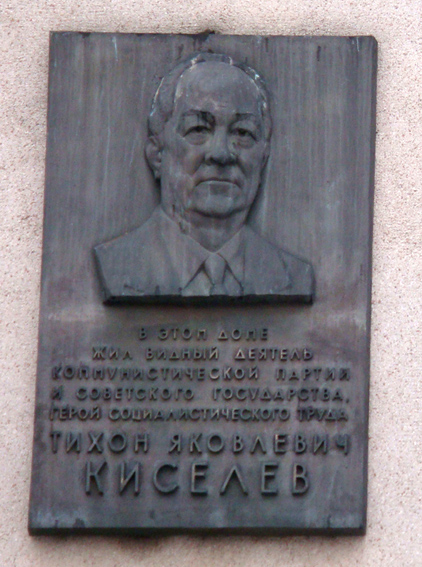 В ЭТОМ ДОМЕ
ЖИЛ ВИДНЫЙ ДЕЯТЕЛЬ
КОММУНИСТИЧЕСКОЙ ПАРТИИ
И СОВЕТСКОГО ГОСУДАРСТВА,
ГЕРОЙ СОЦИАЛИСТИЧЕСКОГО ТРУДА
ТИХОН ЯКОВЛЕВИЧ
КИСЕЛЕВ